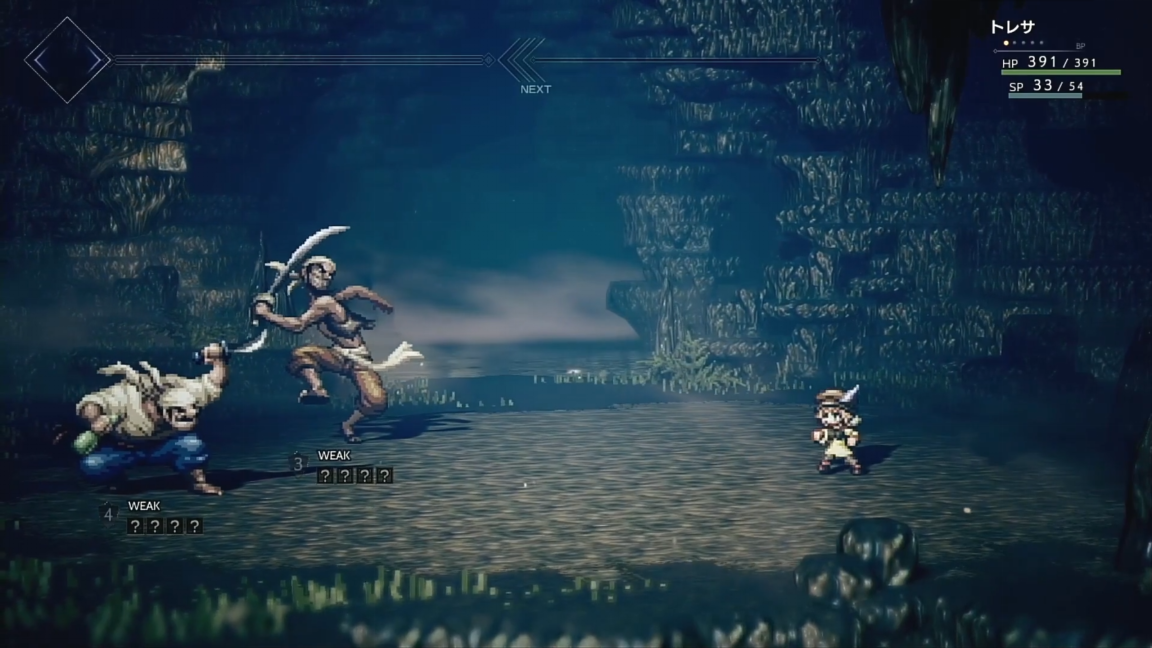 トレサ
BP
HP 391 / 391
SP 33 / 54
NEXT
3 WEAK
? ? ? ?
4 WEAK
? ? ? ?